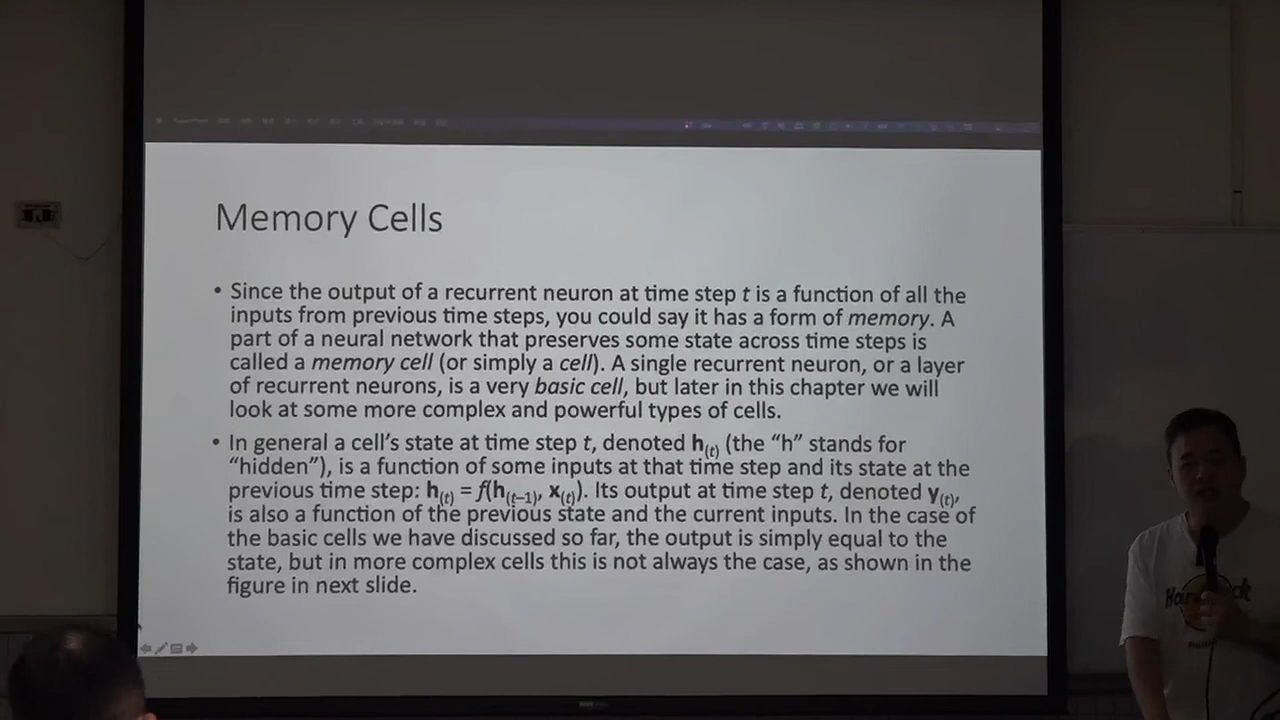 Memory Cells
• Since the output of a recurrent neuron at time step t is a function of all the
inputs from previous time steps, you could say it has a form of memory. A
part of a neural network that preserves some state across time steps is
called a memory cell (or simply a cell). A single recurrent neuron, or a layer
of recurrent neurons, is a very basic cell, but later in this chapter we will
look at some more complex and powerful types of cells.
• In general a cell’s state at time step t, denoted h(t) (the “h” stands for
“hidden”), is a function of some inputs at that time step and its state at the
previous time step: h(t) = f(h(t–1), x(t)). Its output at time step t, denoted y(t),
is also a function of the previous state and the current inputs. In the case of
the basic cells we have discussed so far, the output is simply equal to the
state, but in more complex cells this is not always the case, as shown in the
figure in next slide.